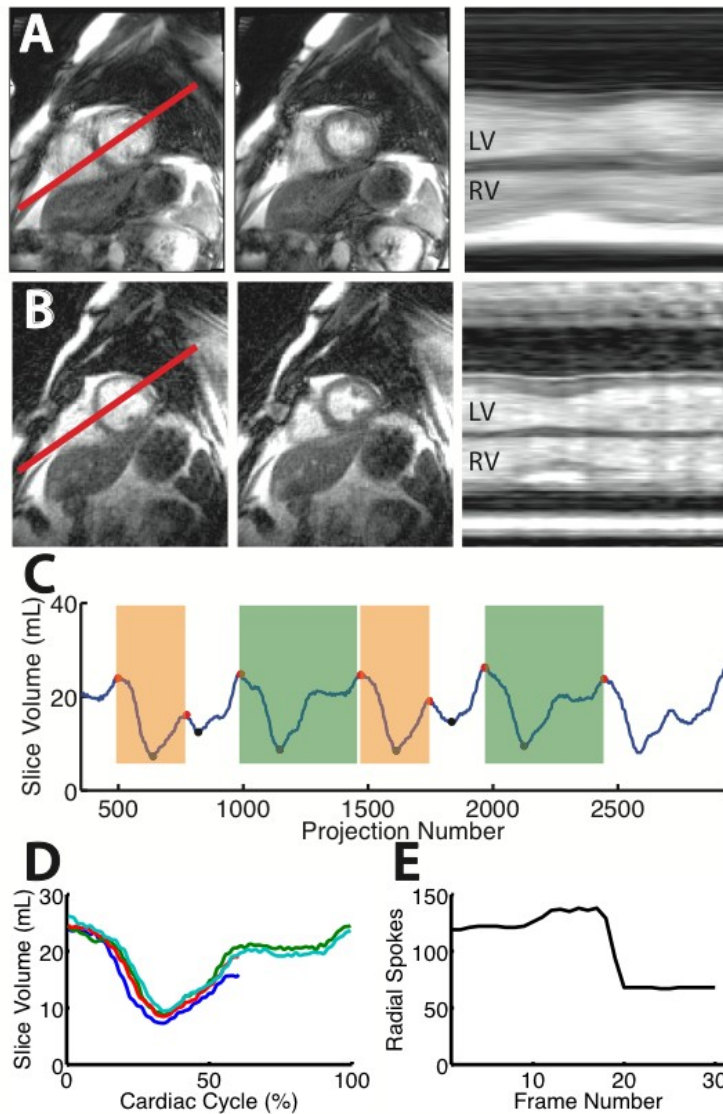 A
LV
RV
B
LV
RV
C
Slice Volume (mL)
40
20
0
500 1000 1500 2000 2500
Projection Number
D
Slice Volume (mL)
30
20
10
0
0 50 100
Cardiac Cycle (%)
E
Radial Spokes
150
100
50
0
10 20 30
Frame Number